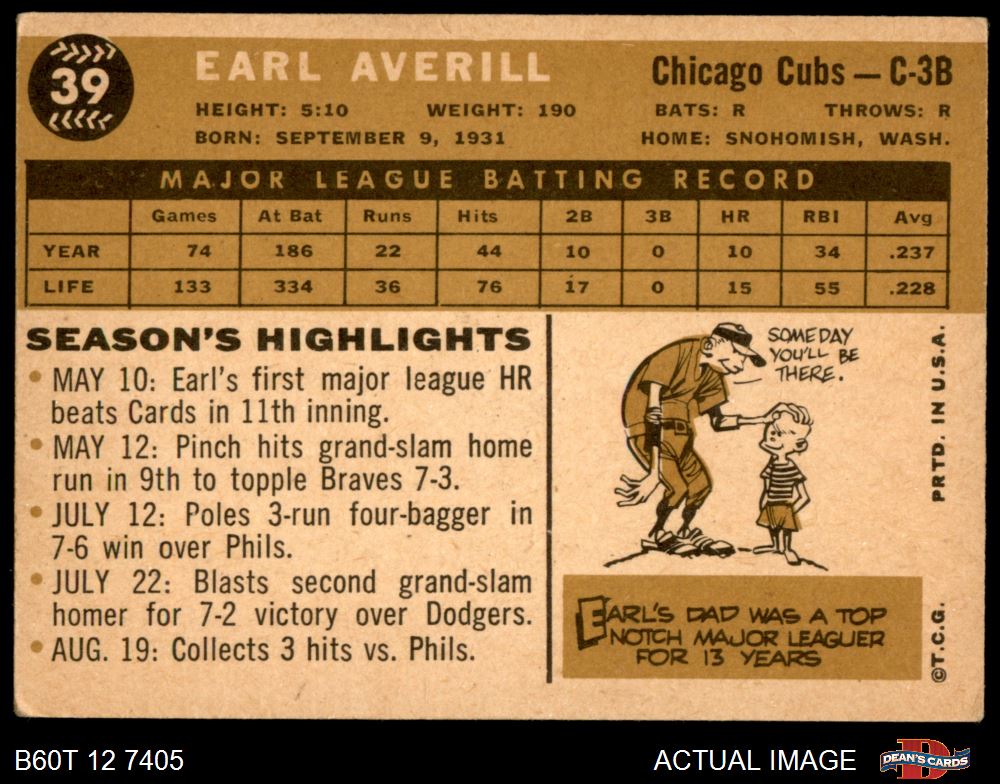 39
EARL AVERILL
Chicago Cubs — C-3B
HEIGHT: 5:10 WEIGHT: 190 BATS: R THROWS: R
BORN: SEPTEMBER 9, 1931 HOME: SNOHOMISH, WASH.
MAJOR LEAGUE BATTING RECORD
Games At Bat Runs Hits 2B 3B HR RBI Avg
YEAR 74 186 22 44 10 0 10 34 .237
LIFE 133 334 36 76 17 0 15 55 .228
SEASON'S HIGHLIGHTS
• MAY 10: Earl's first major league HR
beats Cards in 11th inning.
• MAY 12: Pinch hits grand-slam home
run in 9th to topple Braves 7-3.
• JULY 12: Poles 3-run four-bagger in
7-6 win over Phils.
• JULY 22: Blasts second grand-slam
homer for 7-2 victory over Dodgers.
• AUG. 19: Collects 3 hits vs. Phils.
SOMEDAY
YOU'LL BE
THERE.
EARL'S DAD WAS A TOP
NOTCH MAJOR LEAGUER
FOR 13 YEARS
©T.C.G. PRTD. IN U.S.A.
B60T 12 7405
ACTUAL IMAGE
DEAN'S CARDS